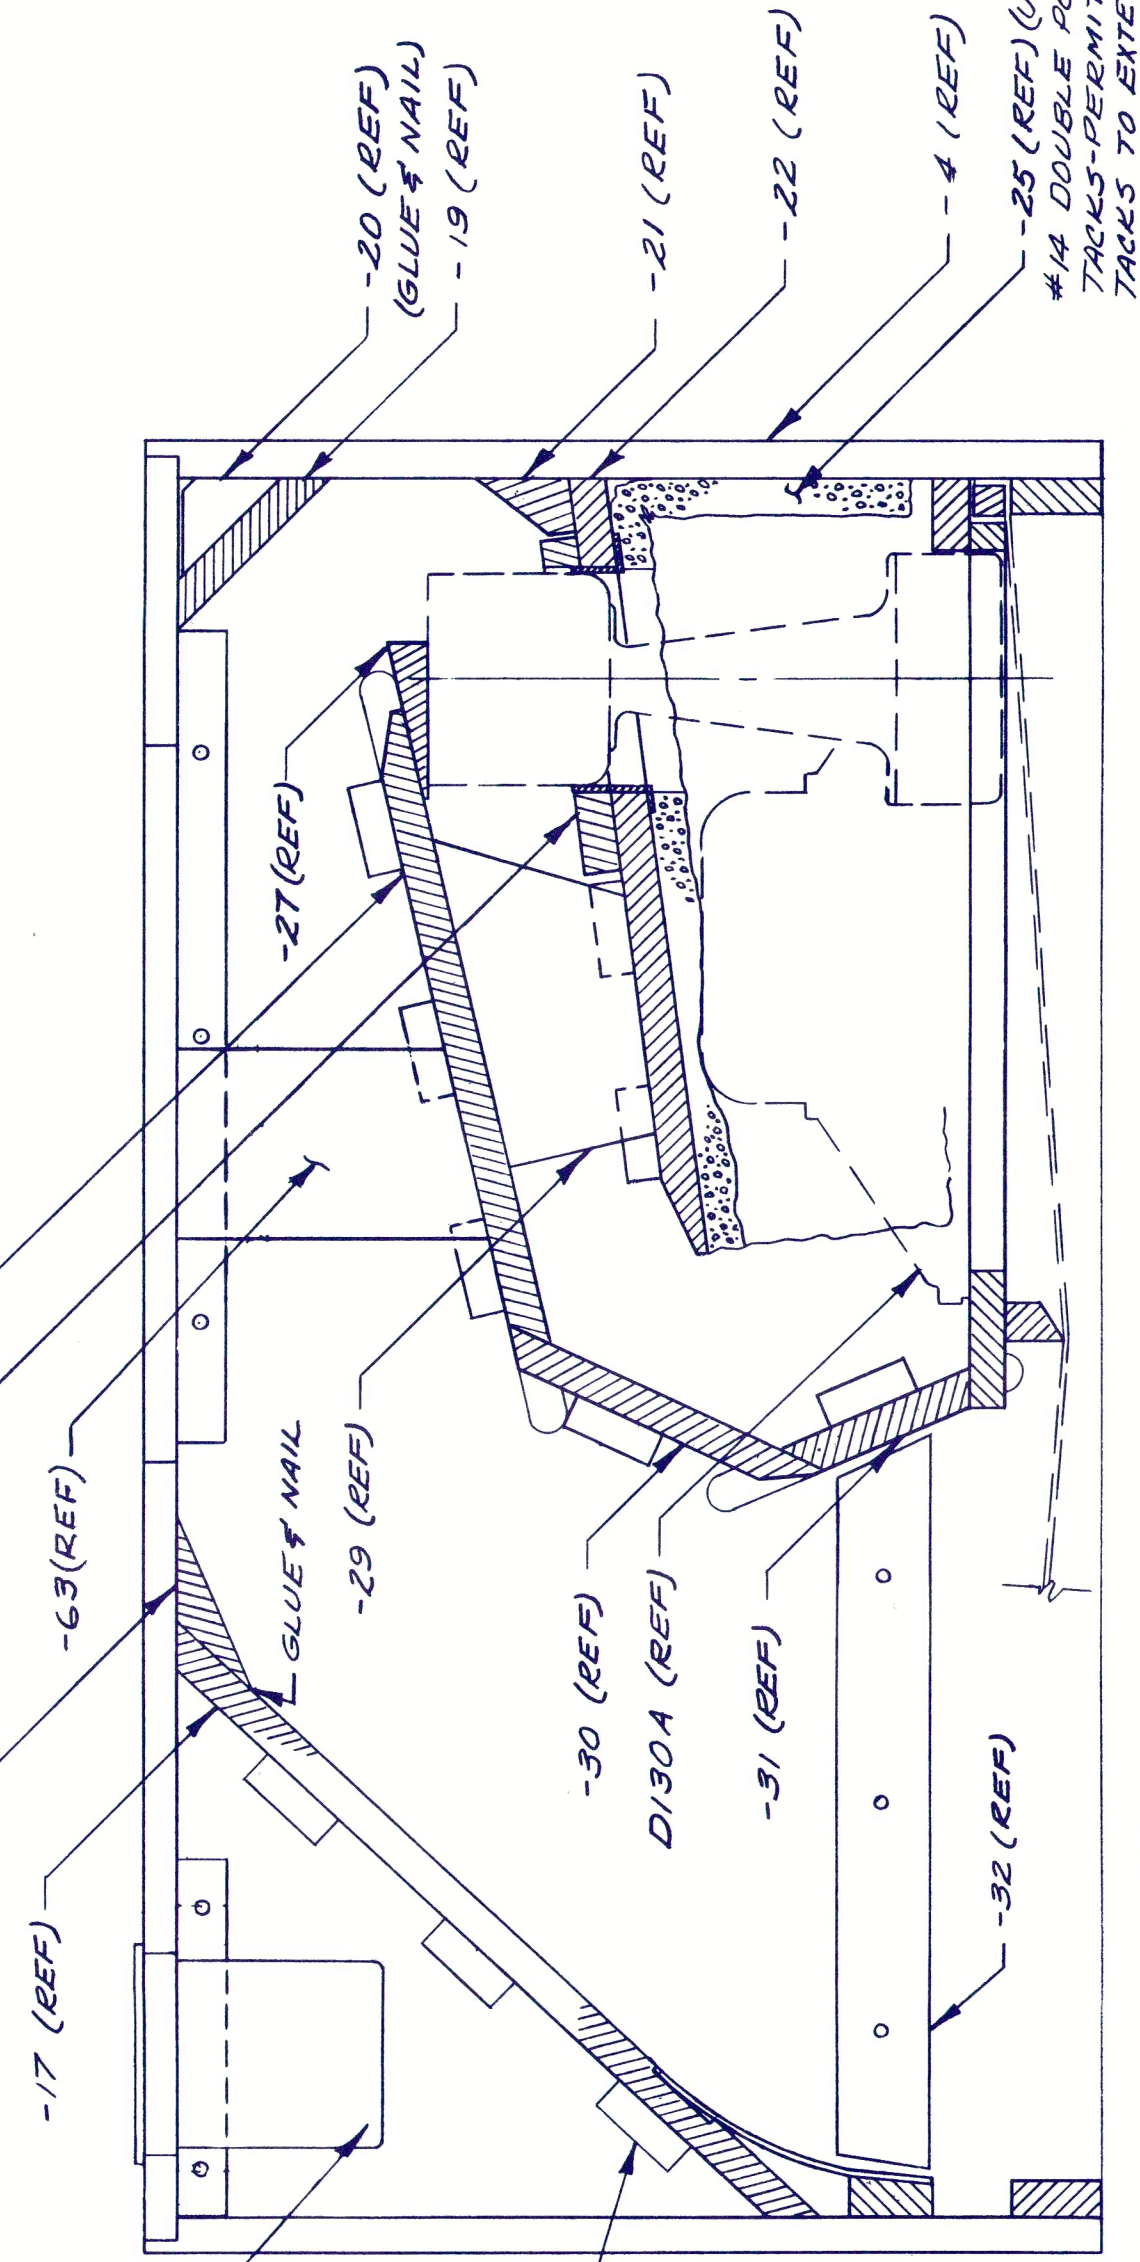 -20 (REF)
(GLUE & NAIL)
-19 (REF)
-21 (REF)
-22 (REF)
-4 (REF)
-25 (REF)
#14 DOUBLE
TACKS-PERMIT
TACKS TO
-27 (REF)
-63 (REF)
GLUE & NAIL
-29 (REF)
-17 (REF)
-30 (REF)
D130A (REF)
-31 (REF)
-32 (REF)